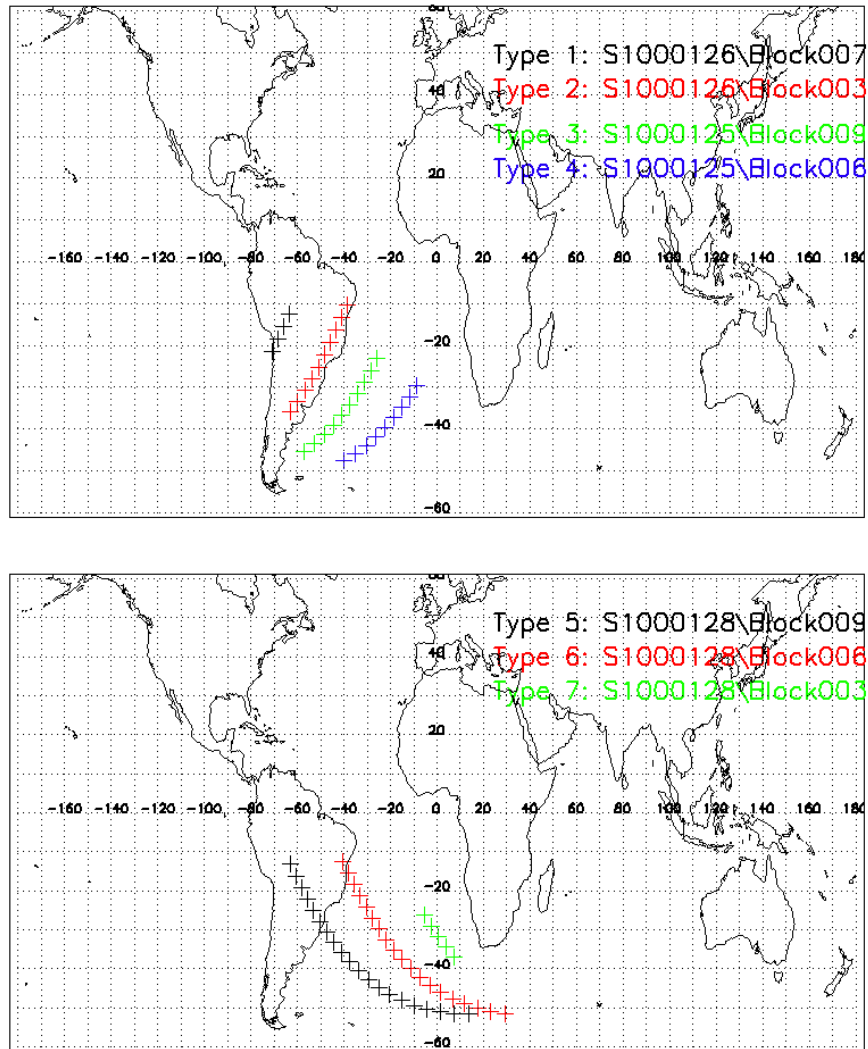 Type 1: S1000126\Block007
Type 2: S1000126\Block003
40
Type 3: S1000125\Block009
Type 4: S1000125\Block006
20
-160 -140 -120 -100 -80 -60 -40 -20 0 20 40 60 80 100 120 140 160 180
-20
-40
-60
Type 5: S1000128\Block009
Type 6: S1000128\Block006
40
Type 7: S1000128\Block003
20
-160 -140 -120 -100 -80 -60 -40 -20 0 20 40 60 80 100 120 140 160 180
-20
-40
-60